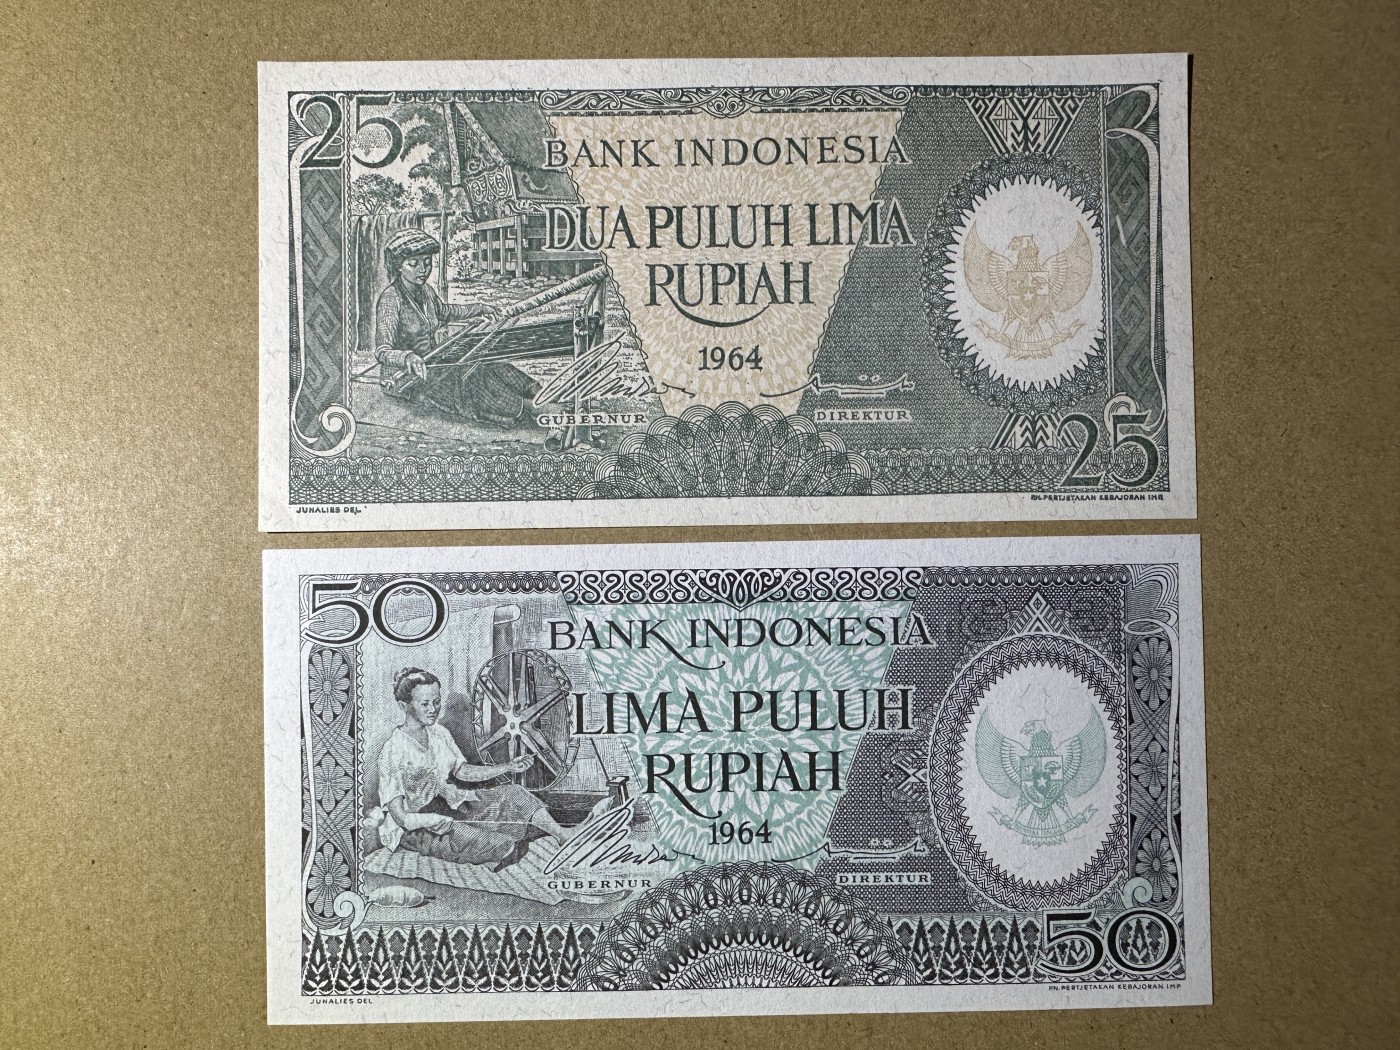 25
BANK INDONESIA
DUA PULUH LIMA
RUPIAH
1964
GUBERNUR
DIREKTUR
25
JUNALIES DEL
PN. PERTJETAKAN KEBAJORAN IMP.
50
BANK INDONESIA
LIMA PULUH
RUPIAH
1964
GUBERNUR
DIREKTUR
50
JUNALIES DEL
PN. PERTJETAKAN KEBAJORAN IMP.